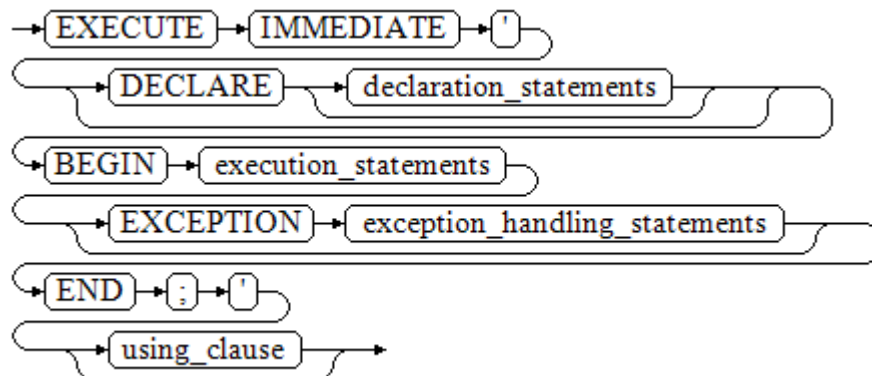 EXECUTE IMMEDIATE '
DECLARE declaration_statements
BEGIN execution_statements
EXCEPTION exception_handling_statements
END ; '
using_clause